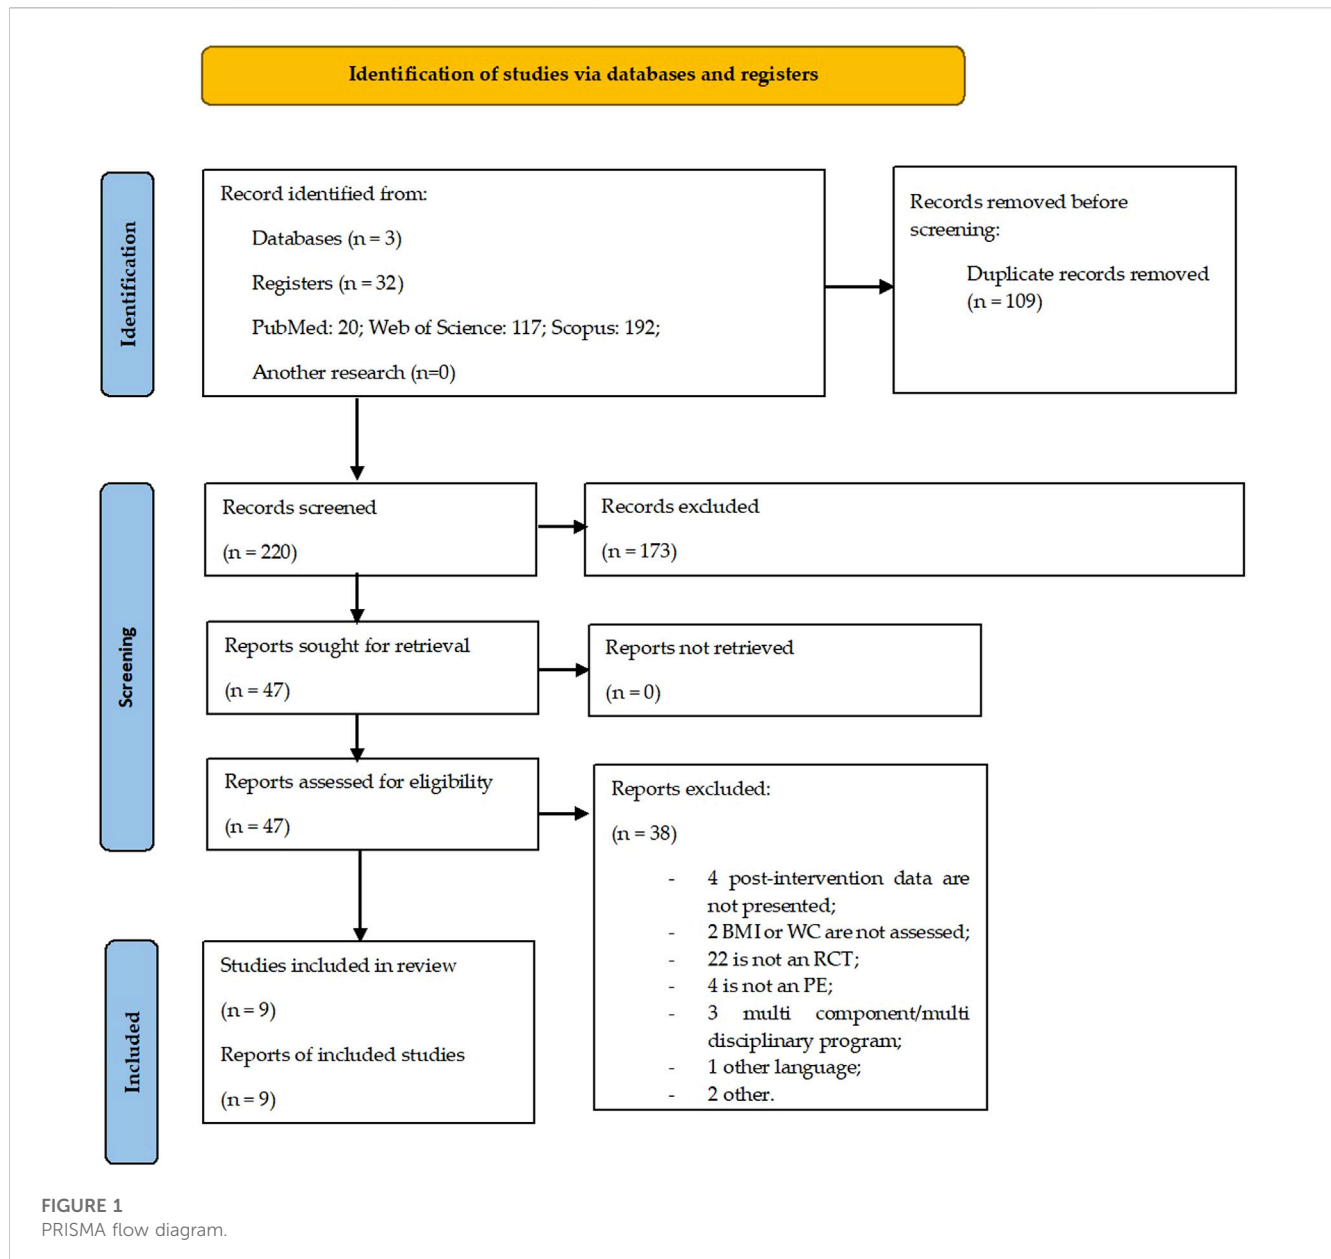 Identification of studies via databases and registers
Identification
Record identified from:
Databases (n = 3)
Registers (n = 32)
PubMed: 20; Web of Science: 117; Scopus: 192;
Another research (n=0)
Records removed before
screening:
Duplicate records removed
(n = 109)
Screening
Records screened
(n = 220)
Records excluded
(n = 173)
Reports sought for retrieval
(n = 47)
Reports not retrieved
(n = 0)
Reports assessed for eligibility
(n = 47)
Reports excluded:
(n = 38)
- 4 post-intervention data are
not presented;
- 2 BMI or WC are not assessed;
- 22 is not an RCT;
- 4 is not an PE;
- 3 multi component/multi
disciplinary program;
- 1 other language;
- 2 other.
Included
Studies included in review
(n = 9)
Reports of included studies
(n = 9)
FIGURE 1
PRISMA flow diagram.